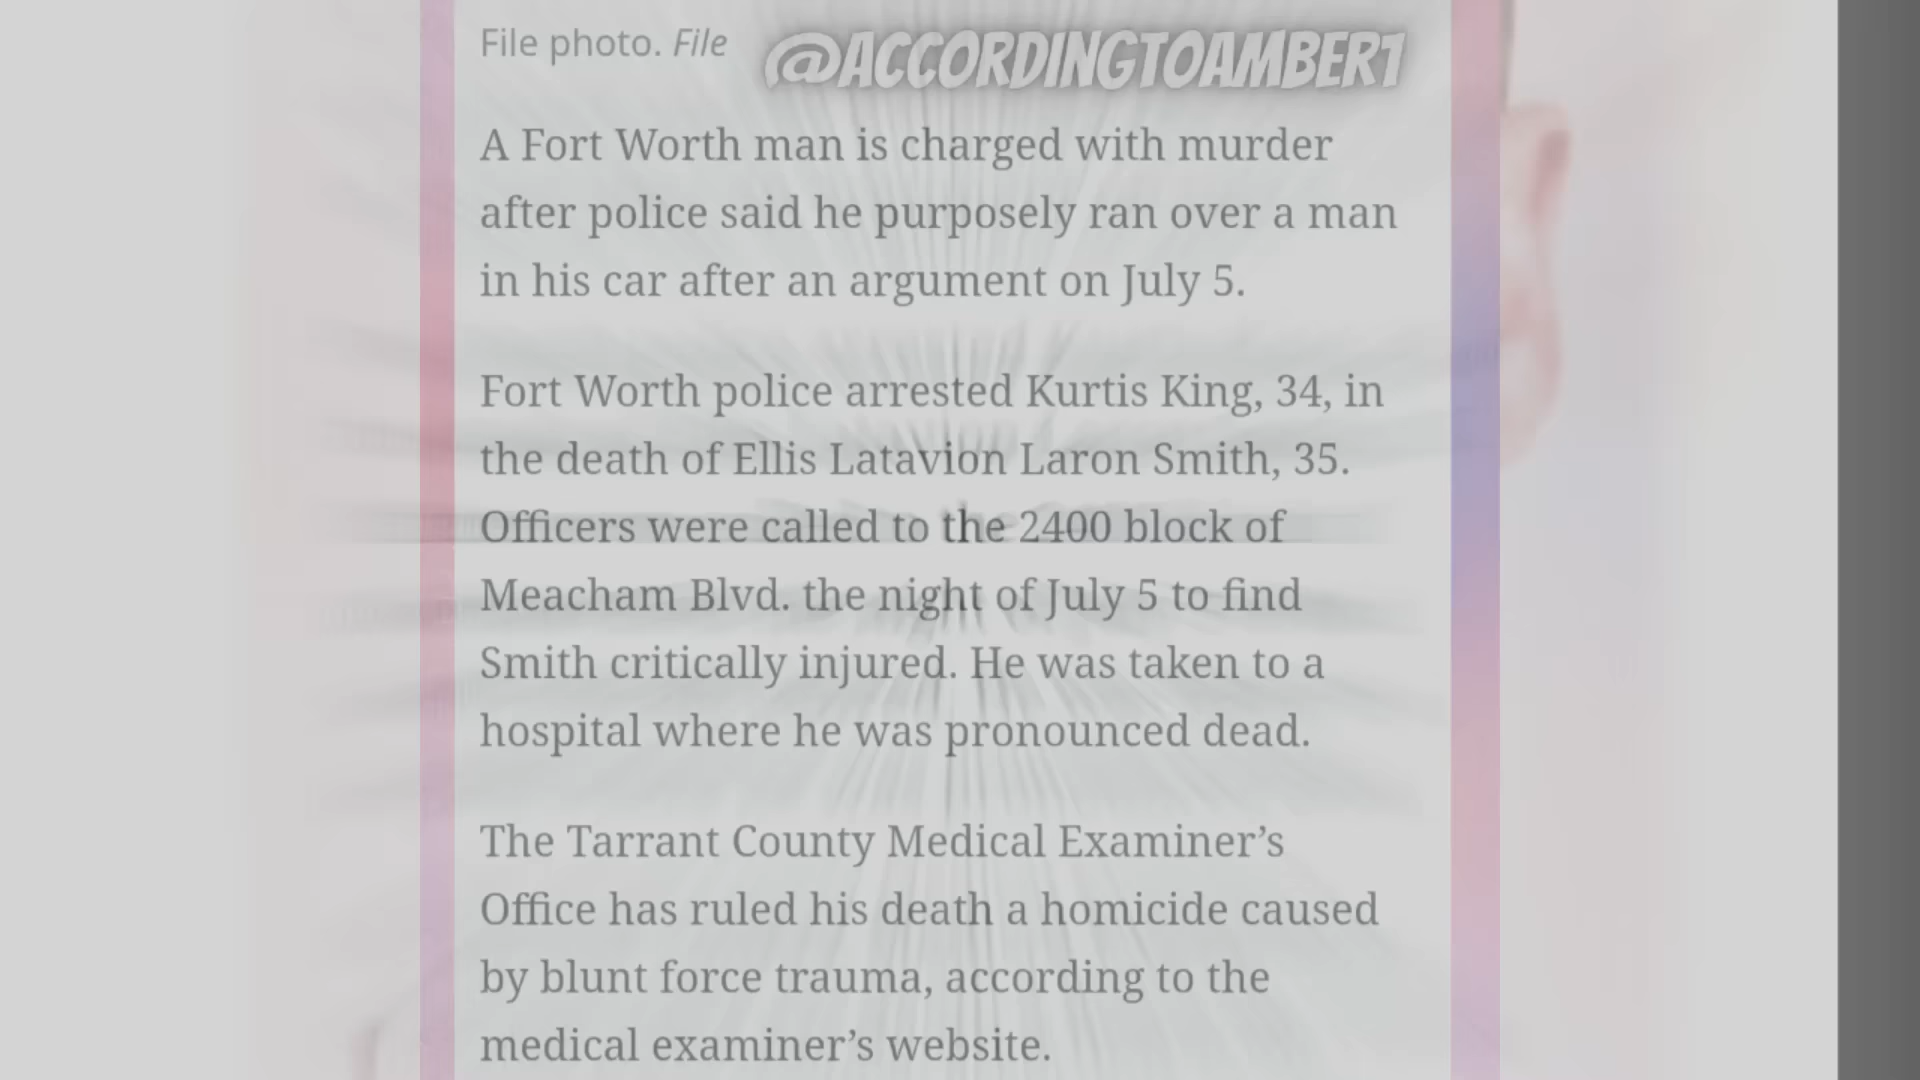 File photo. File
@ACCORDINGTOAMBER1
A Fort Worth man is charged with murder
after police said he purposely ran over a man
in his car after an argument on July 5.
Fort Worth police arrested Kurtis King, 34, in
the death of Ellis Latavion Laron Smith, 35.
Officers were called to the 2400 block of
Meacham Blvd. the night of July 5 to find
Smith critically injured. He was taken to a
hospital where he was pronounced dead.
The Tarrant County Medical Examiner’s
Office has ruled his death a homicide caused
by blunt force trauma, according to the
medical examiner’s website.